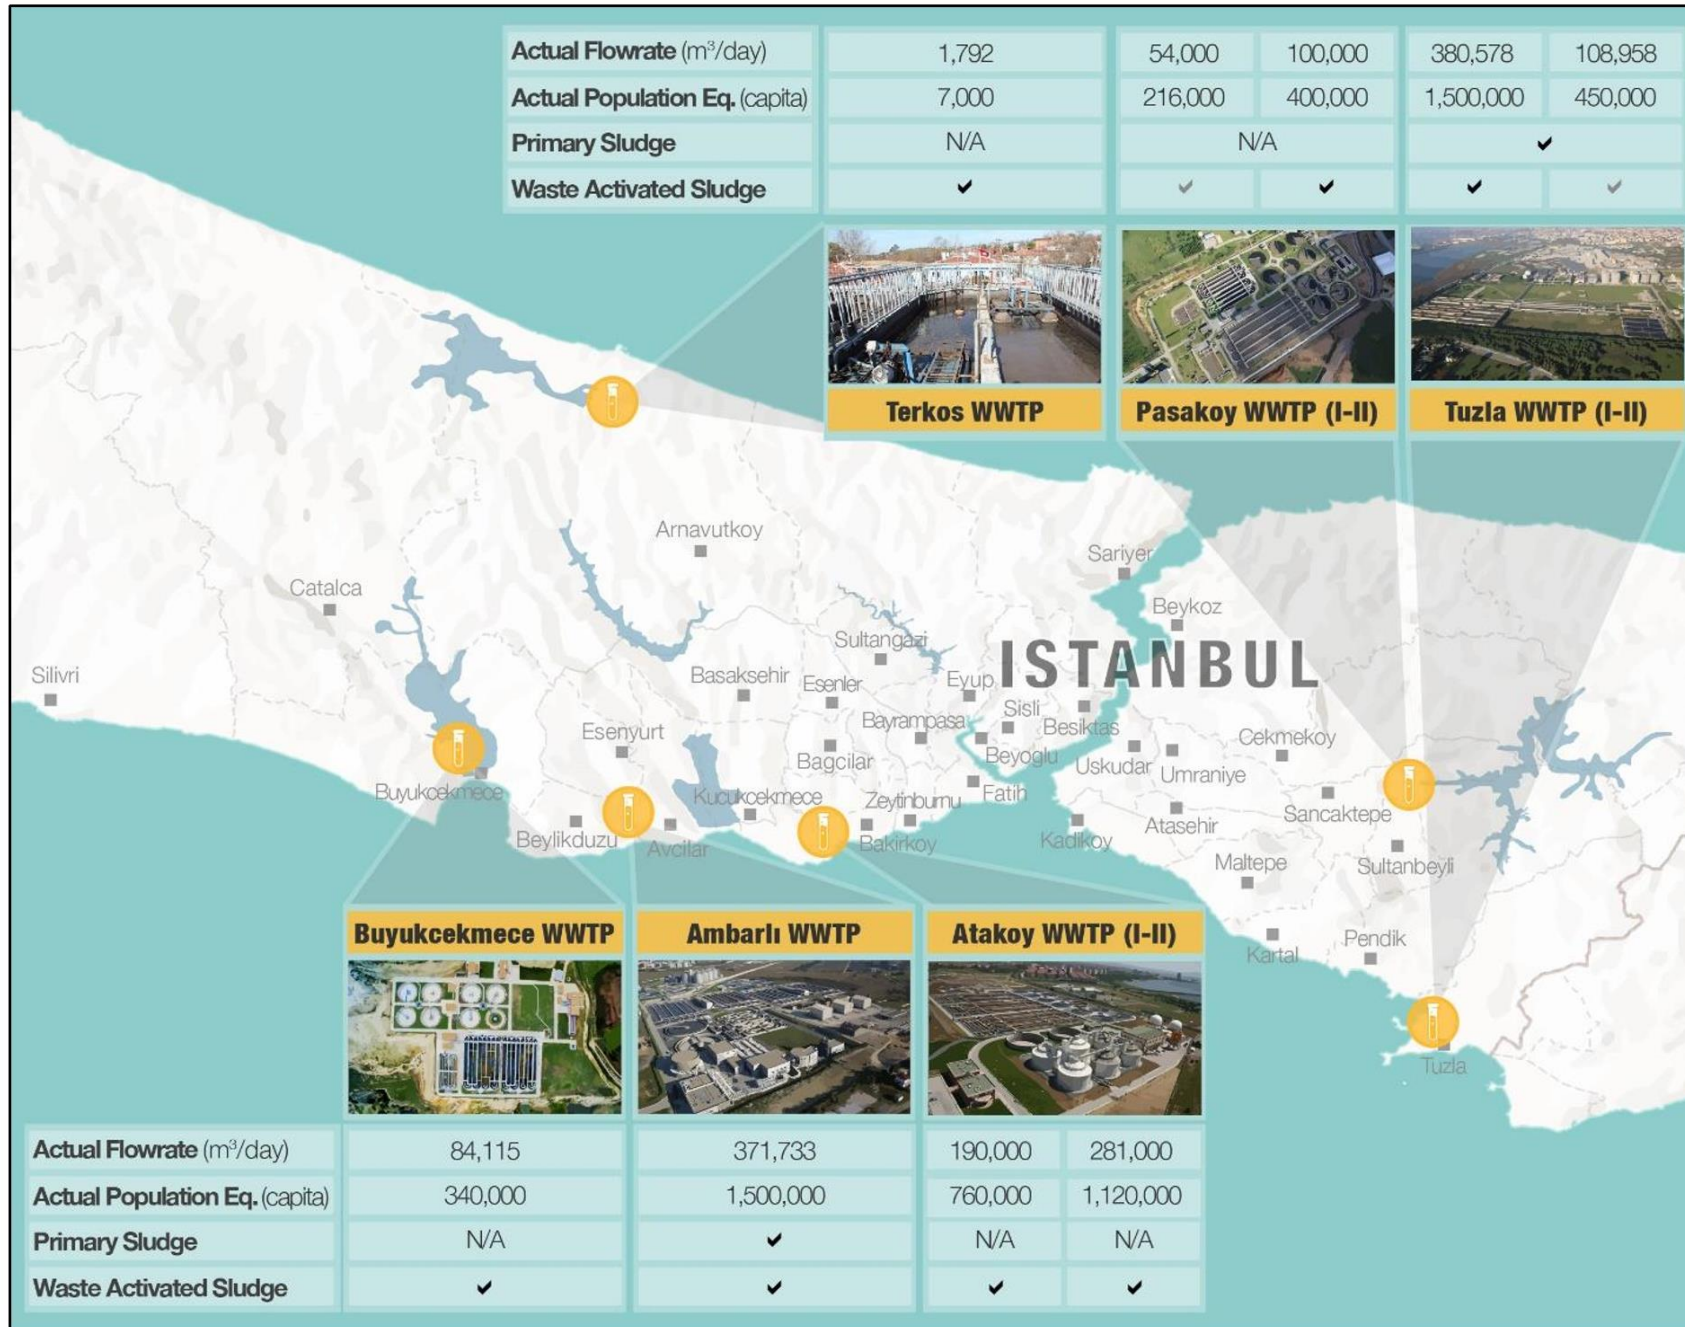 Actual Flowrate (m³/day) 1,792 54,000 100,000 380,578 108,958
Actual Population Eq. (capita) 7,000 216,000 400,000 1,500,000 450,000
Primary Sludge N/A N/A ✔
Waste Activated Sludge ✔ ✔ ✔ ✔ ✔
Terkos WWTP Pasakoy WWTP (I-II) Tuzla WWTP (I-II)
Arnavutkoy
Sariyer
Catalca
Beykoz
Sultangazi
ISTANBUL
Silivri
Basaksehir
Esenler
Eyup
Sisli
Bayrampasa
Besiktas
Esenyurt
Beyoglu
Cekmekoy
Bagcilar
Uskudar
Umraniye
Buyukcekmece
Kucukcekmece
Zeytinburnu
Fatih
Sancaktepe
Beylikduzu
Avcilar
Bakirkoy
Kadikoy
Atasehir
Maltepe
Sultanbeyli
Buyukcekmece WWTP Ambarlı WWTP Atakoy WWTP (I-II)
Pendik
Kartal
Tuzla
Actual Flowrate (m³/day) 84,115 371,733 190,000 281,000
Actual Population Eq. (capita) 340,000 1,500,000 760,000 1,120,000
Primary Sludge N/A ✔ N/A N/A
Waste Activated Sludge ✔ ✔ ✔ ✔